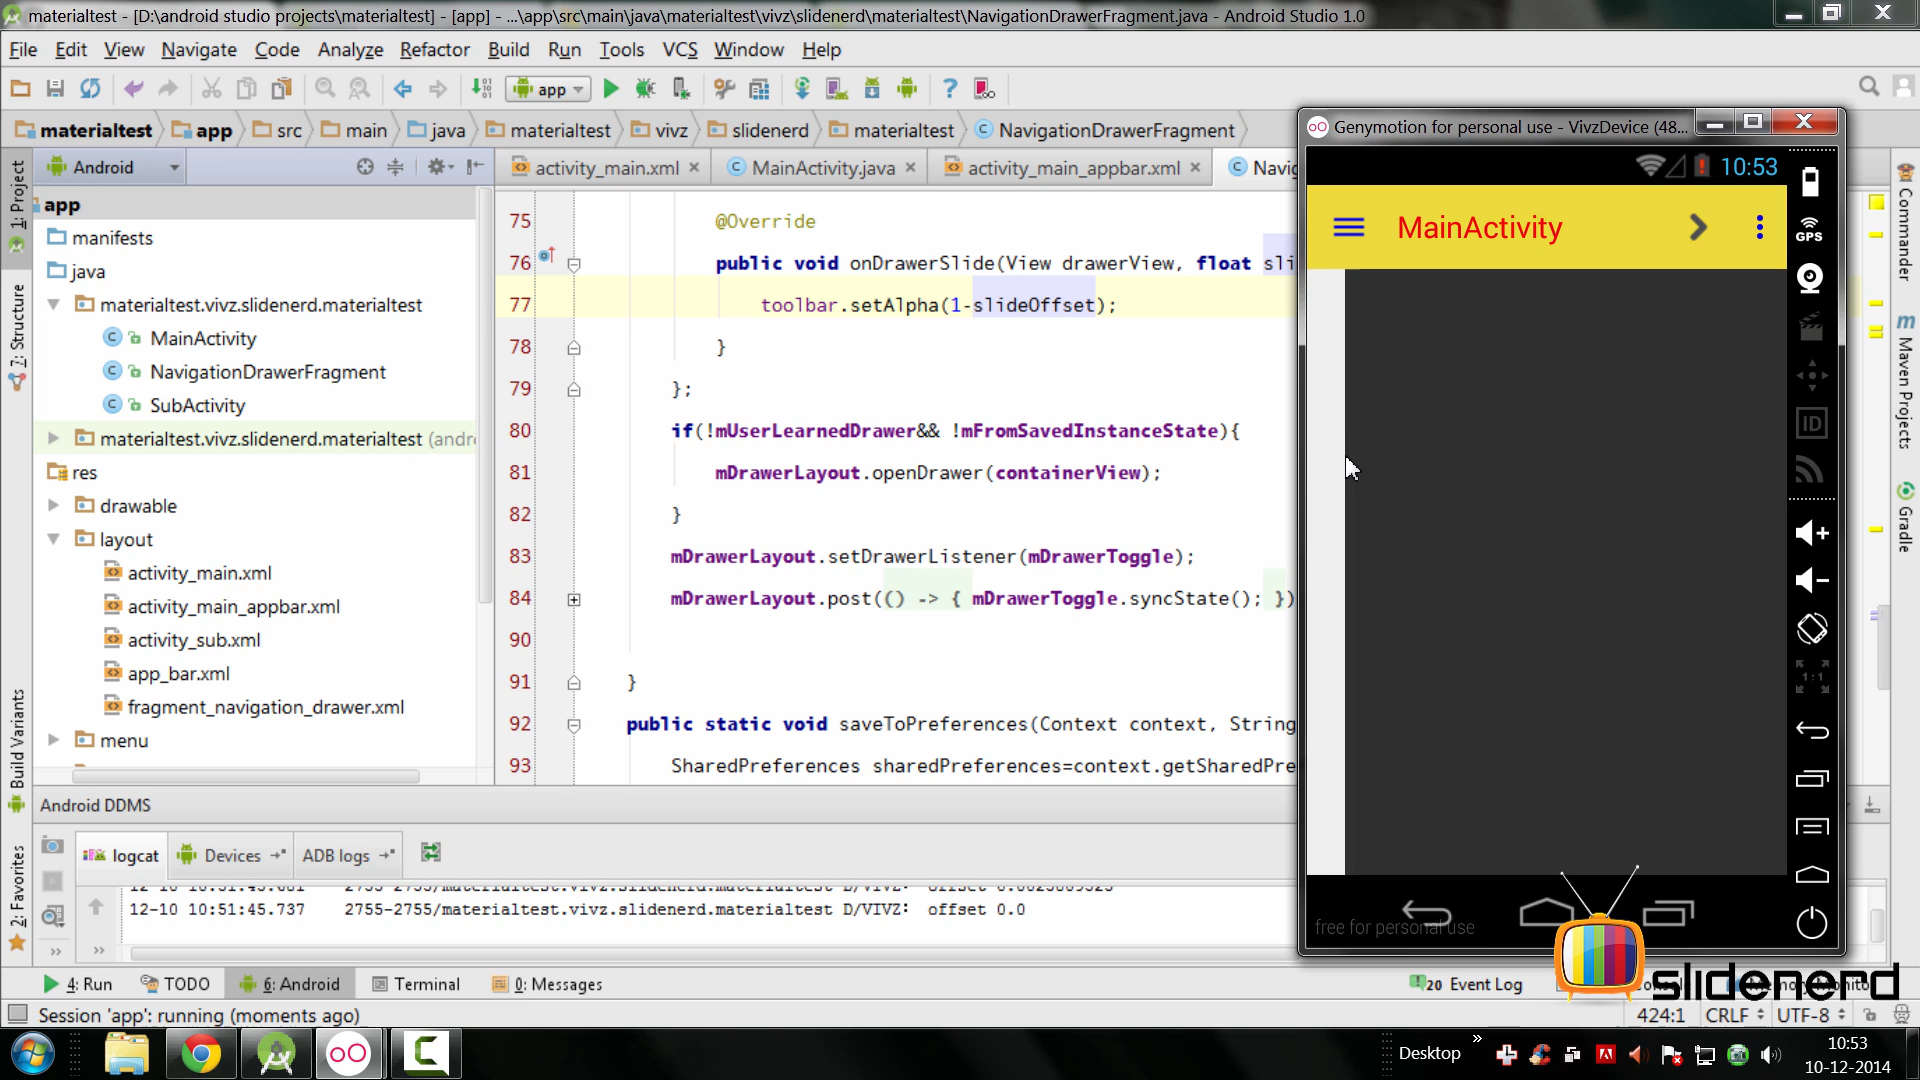 materialtest - [D:\android studio projects\materialtest] - [app] - ...\app\src\main\java\materialtest\vivz\slidenerd\materialtest\NavigationDrawerFragment.java - Android Studio 1.0
File Edit View Navigate Code Analyze Refactor Build Run Tools VCS Window Help
app
materialtest app src main java materialtest vivz slidenerd materialtest NavigationDrawerFragment
Android
activity_main.xml MainActivity.java activity_main_appbar.xml Navig
1: Project
7: Structure
Build Variants
2: Favorites
app
manifests
java
materialtest.vivz.slidenerd.materialtest
MainActivity
NavigationDrawerFragment
SubActivity
materialtest.vivz.slidenerd.materialtest (andr
res
drawable
layout
activity_main.xml
activity_main_appbar.xml
activity_sub.xml
app_bar.xml
fragment_navigation_drawer.xml
menu
75 @Override
76 public void onDrawerSlide(View drawerView, float sli
77 toolbar.setAlpha(1-slideOffset);
78 }
79 };
80 if(!mUserLearnedDrawer&& !mFromSavedInstanceState){
81 mDrawerLayout.openDrawer(containerView);
82 }
83 mDrawerLayout.setDrawerListener(mDrawerToggle);
84 mDrawerLayout.post(() -> { mDrawerToggle.syncState(); })
90
91 }
92 public static void saveToPreferences(Context context, String
93 SharedPreferences sharedPreferences=context.getSharedPre
Genymotion for personal use - VivzDevice (48...
10:53
MainActivity
GPS
ID
1:1
free for personal use
Commander
Maven Projects
Gradle
Android DDMS
logcat Devices ADB logs
12-10 10:51:45.737 2755-2755/materialtest.vivz.slidenerd.materialtest D/VIVZ: offset 0.0
4: Run TODO 6: Android Terminal 0: Messages 20 Event Log
slidenerd
Session 'app': running (moments ago) 424:1 CRLF UTF-8
Desktop
10:53
10-12-2014